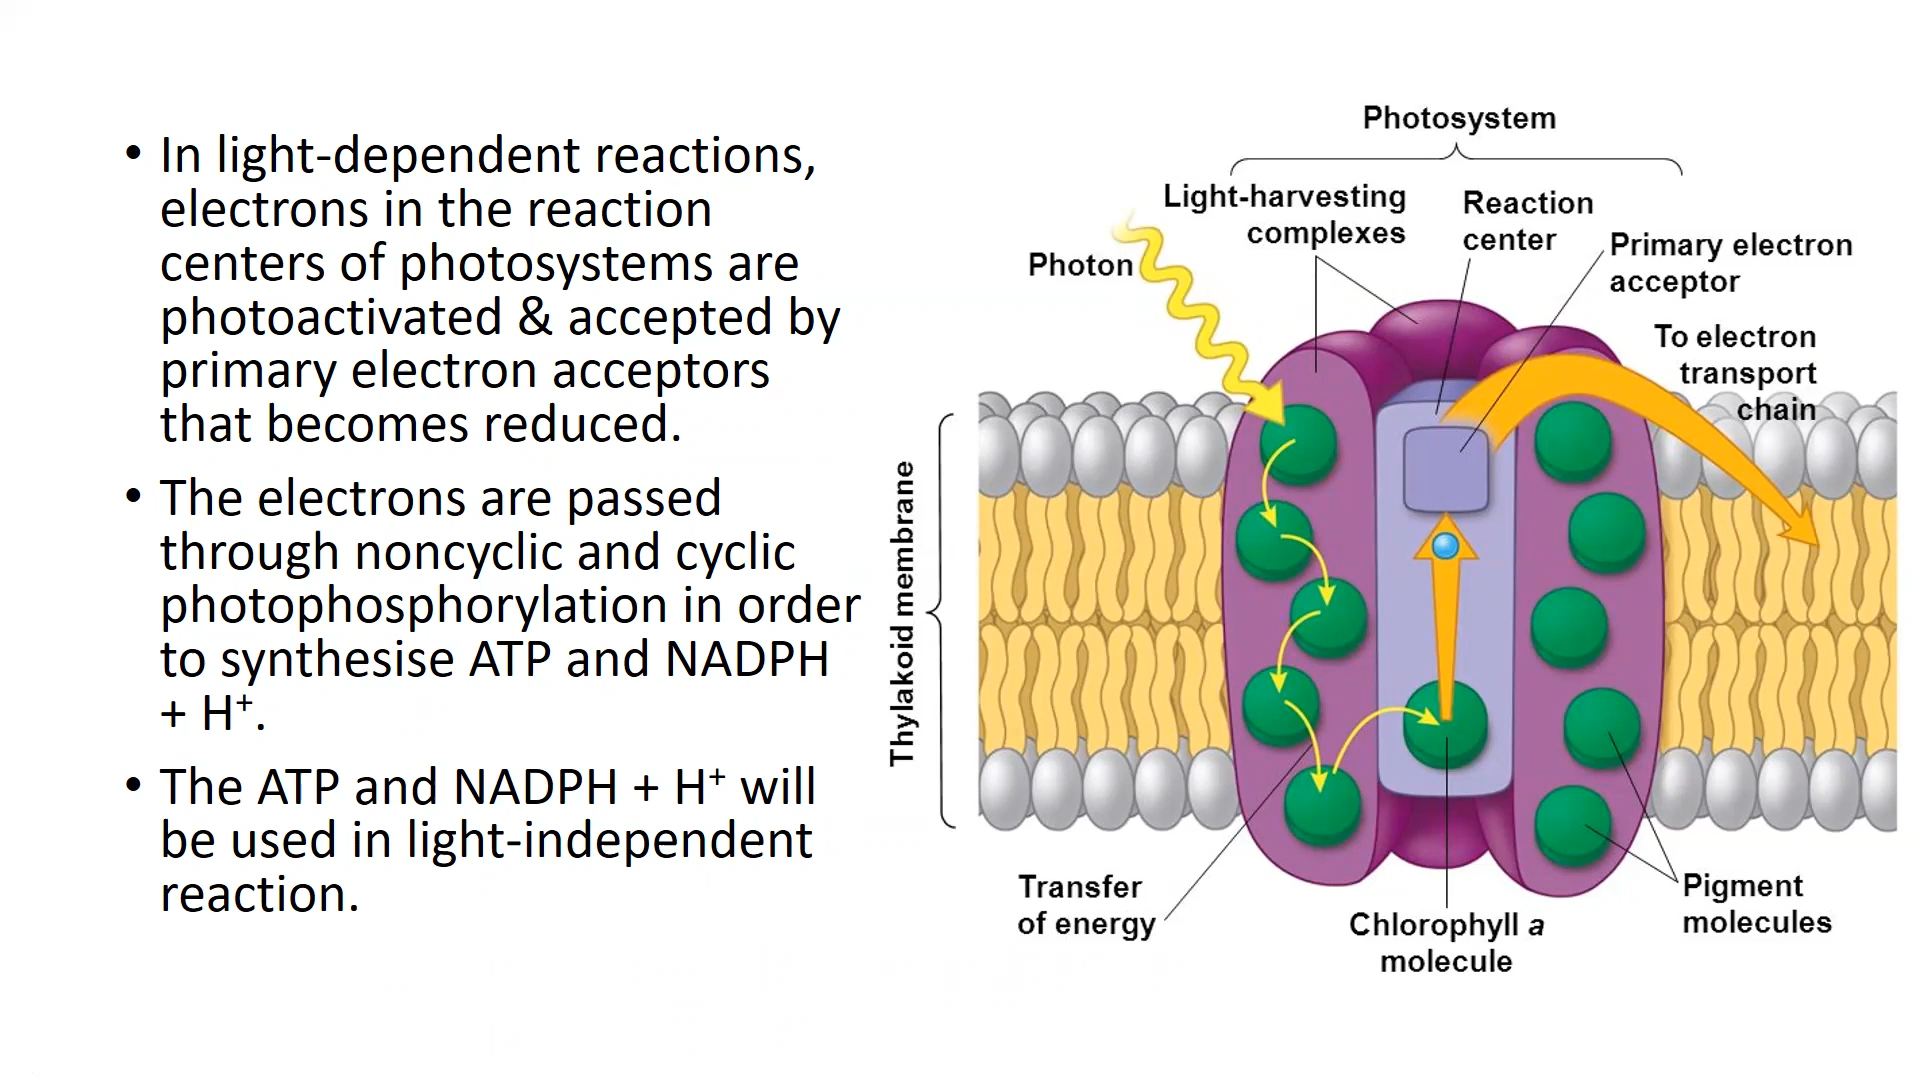 • In light-dependent reactions,
electrons in the reaction
centers of photosystems are
photoactivated & accepted by
primary electron acceptors
that becomes reduced.
• The electrons are passed
through noncyclic and cyclic
photophosphorylation in order
to synthesise ATP and NADPH
+ H⁺.
• The ATP and NADPH + H⁺ will
be used in light-independent
reaction.
Photosystem
Light-harvesting
complexes
Reaction
center
Primary electron
acceptor
Photon
To electron
transport
chain
Thylakoid membrane
Transfer
of energy
Chlorophyll a
molecule
Pigment
molecules